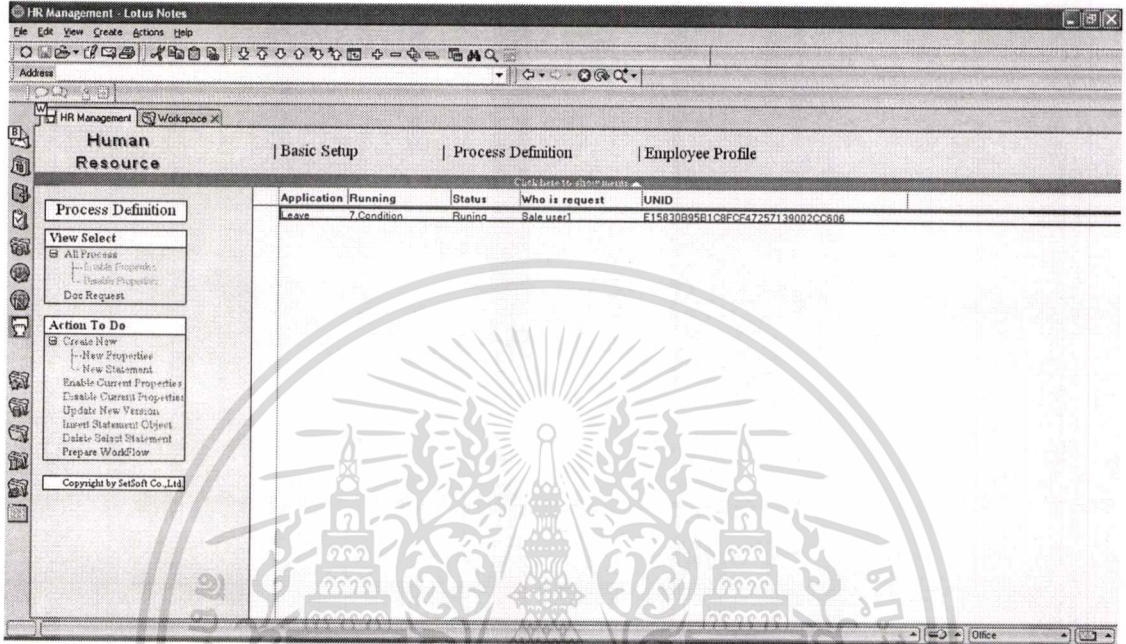 HR Management - Lotus Notes
File Edit View Create Actions Help
Address
HR Management Workspace
Human
Resource
| Basic Setup | Process Definition | Employee Profile
Click here to show menu
Application Running Status Who is request UNID
Leave 7.Condition Runing Sale user1 E15830B95B1C8FCF47257139002CC606
Process Definition
View Select
All Process
Enable Properties
Disable Properties
Doc Request
Action To Do
Create New
New Properties
New Statement
Enable Current Properties
Disable Current Properties
Update New Version
Insert Statement Object
Delete Select Statement
Prepare WorkFlow
Copyright by SetSoft Co.,Ltd.
Office